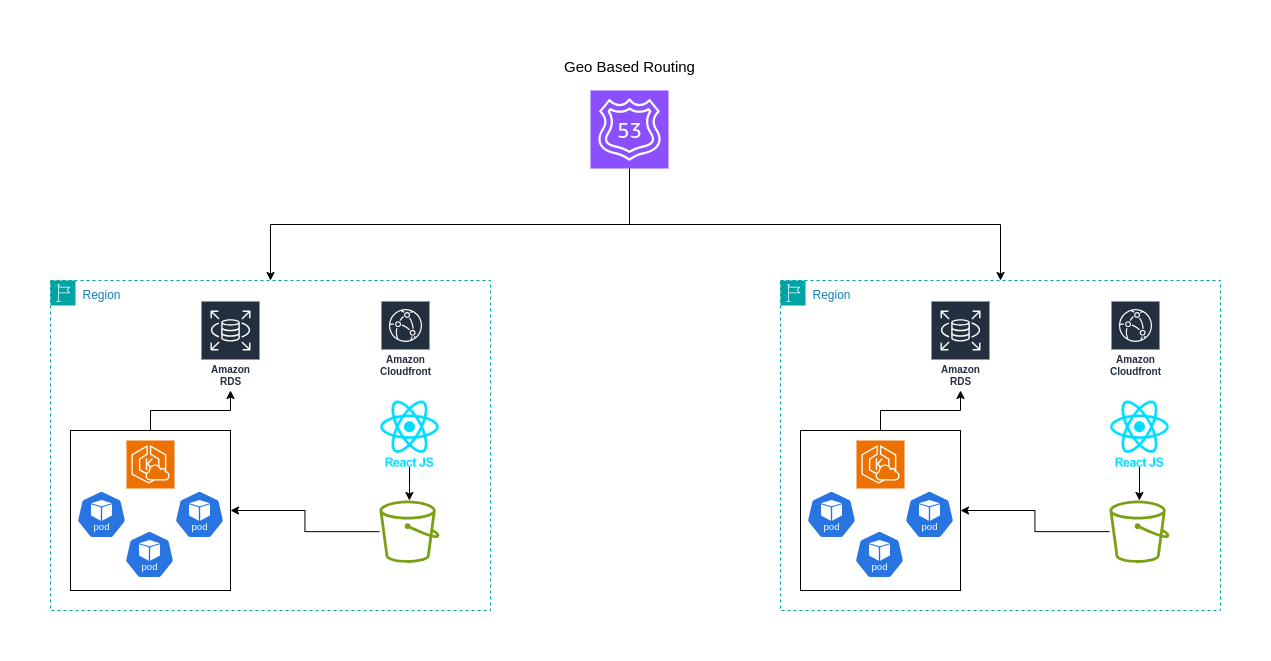 Geo Based Routing
53
Region
Amazon
RDS
Amazon
Cloudfront
React JS
K
pod
pod
pod
Region
Amazon
RDS
Amazon
Cloudfront
React JS
K
pod
pod
pod